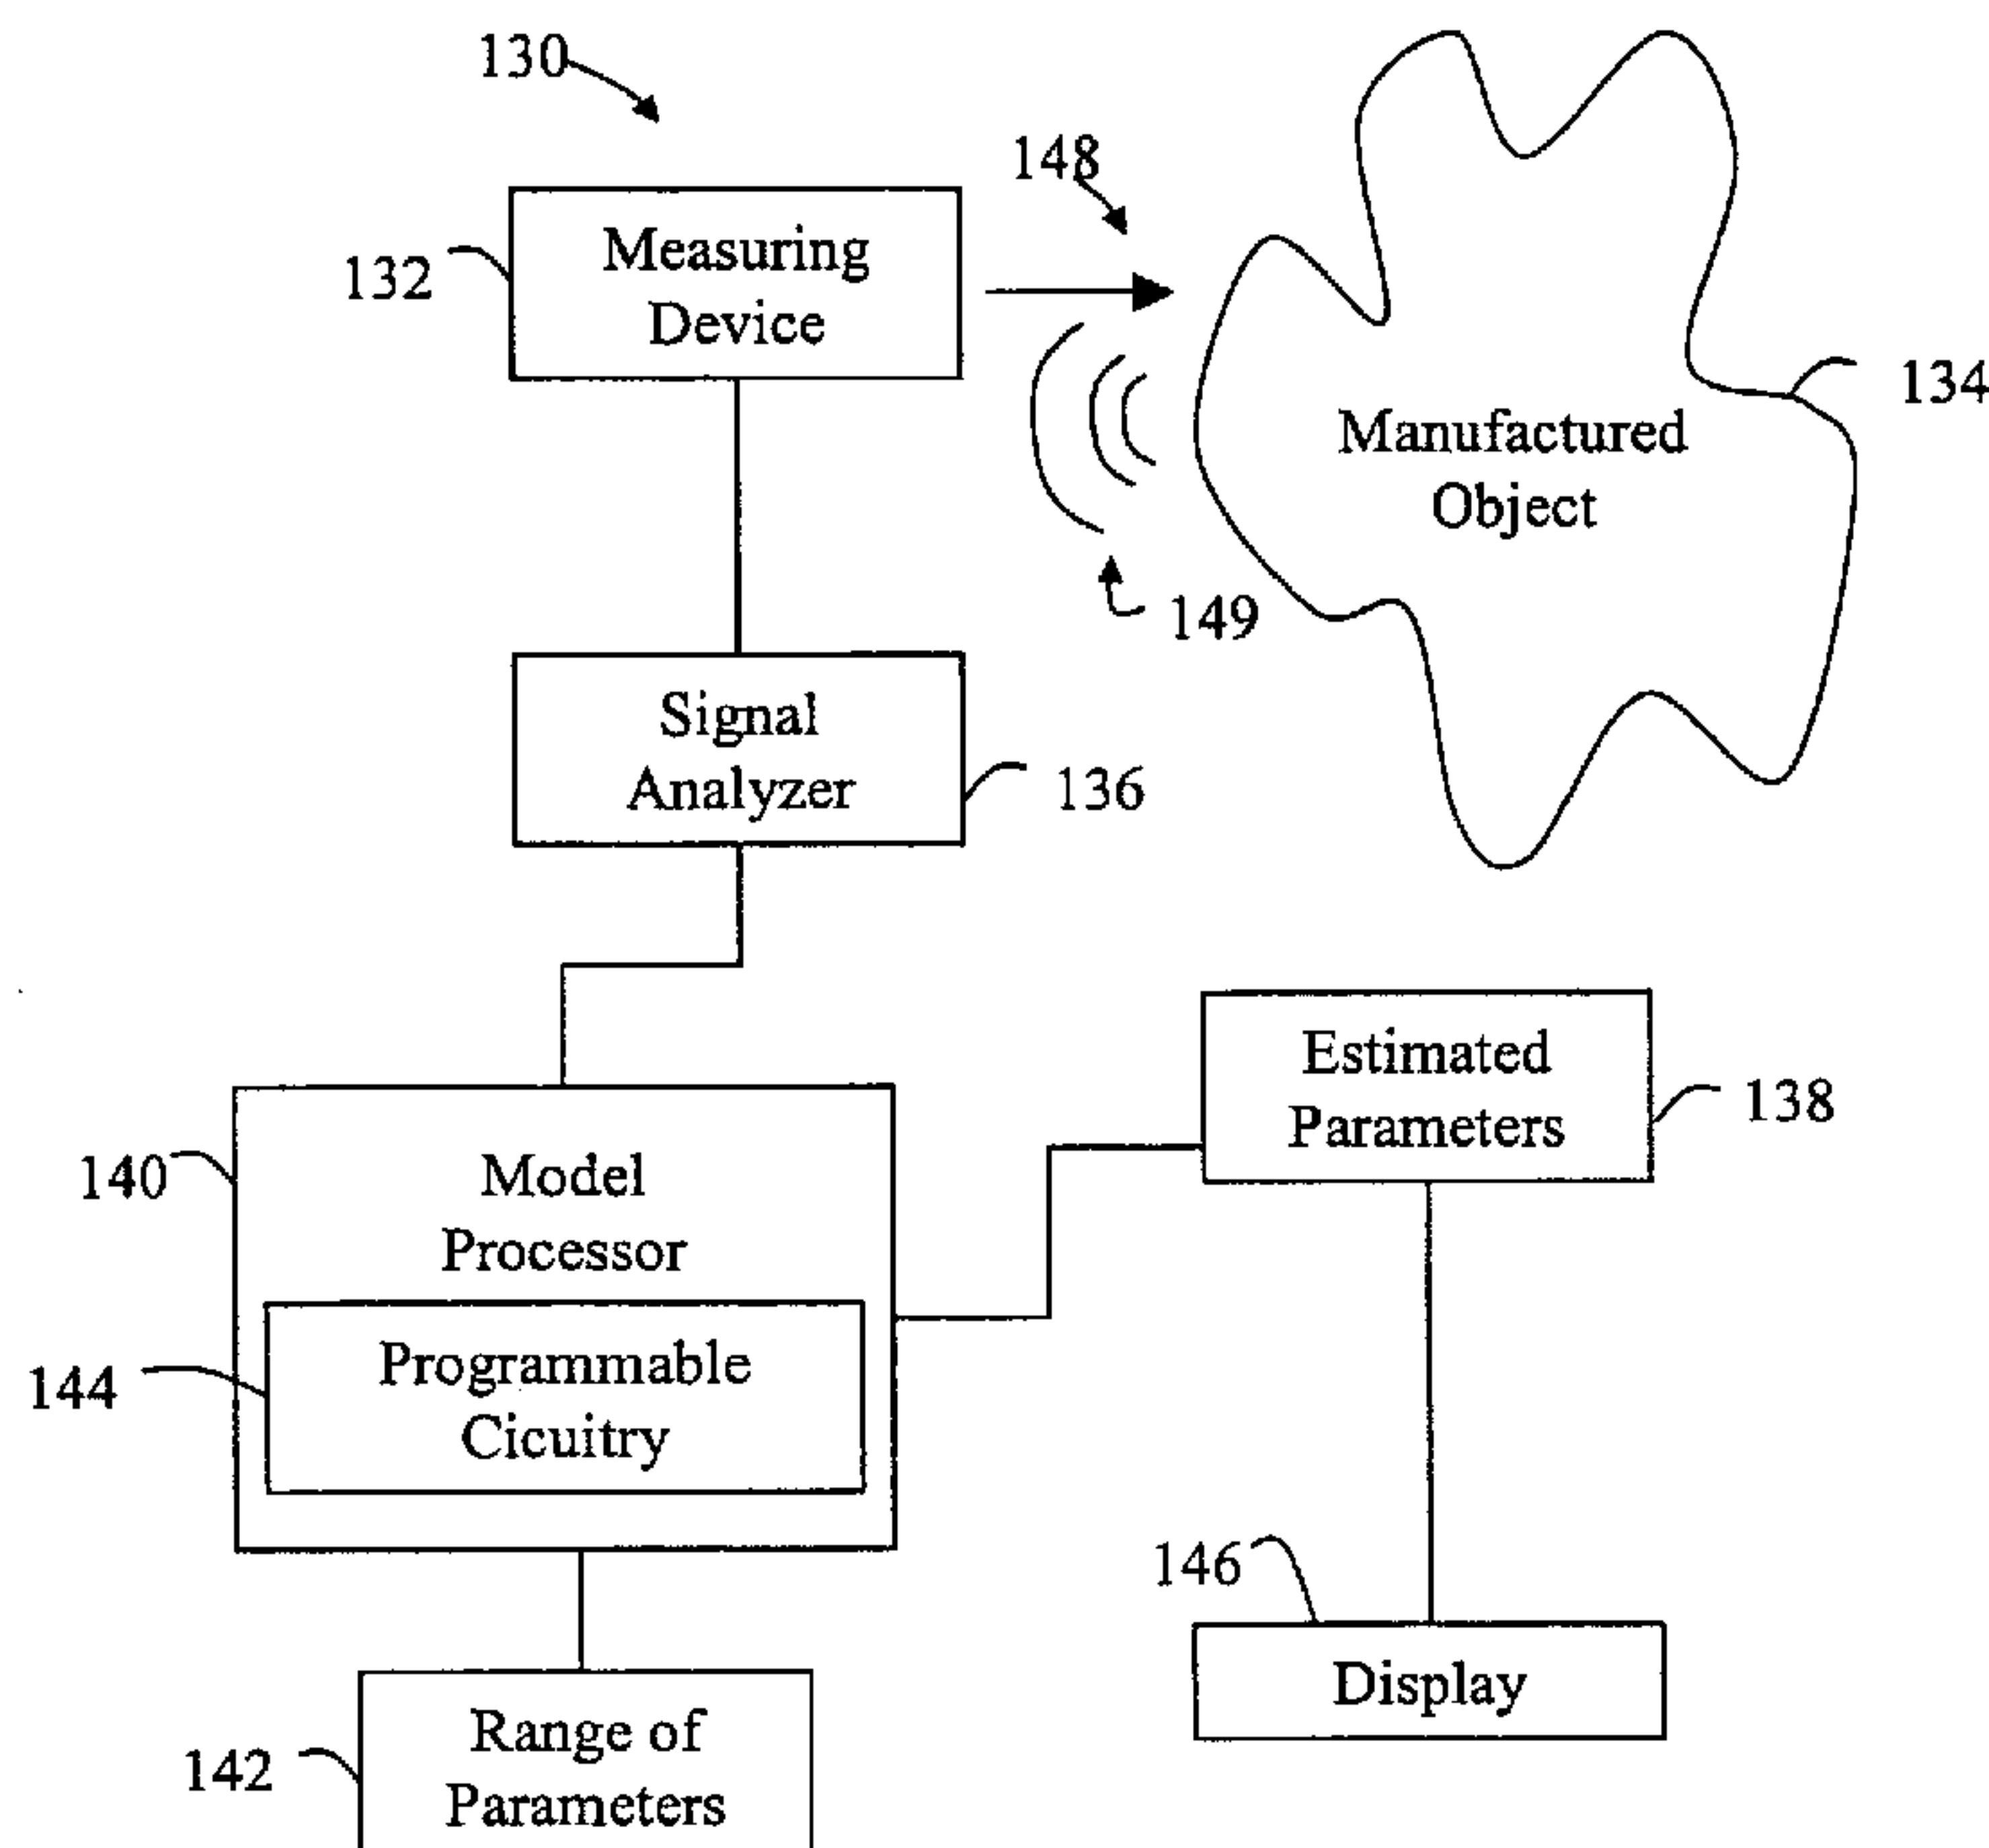 130
148
132
Measuring
Device
134
Manufactured
Object
149
Signal
Analyzer
136
Estimated
Parameters
138
140
Model
Processor
144
Programmable
Cicuitry
146
Display
142
Range of
Parameters